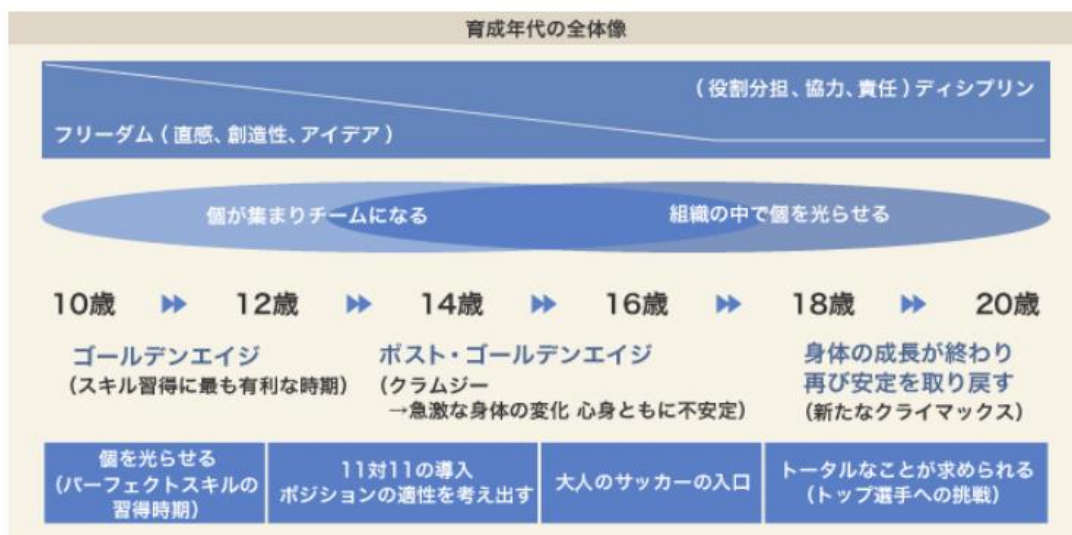 育成年代の全体像
(役割分担、協力、責任)ディシプリン
フリーダム(直感、創造性、アイデア)
個が集まりチームになる
組織の中で個を光らせる
10歳
12歳
14歳
16歳
18歳
20歳
ゴールデンエイジ
(スキル習得に最も有利な時期)
ポスト・ゴールデンエイジ
(クラムジー
→急激な身体の変化 心身ともに不安定)
身体の成長が終わり
再び安定を取り戻す
(新たなクライマックス)
個を光らせる
(パーフェクトスキルの
習得時期)
11対11の導入
ポジションの適性を考え出す
大人のサッカーの入口
トータルなことが求められる
(トップ選手への挑戦)